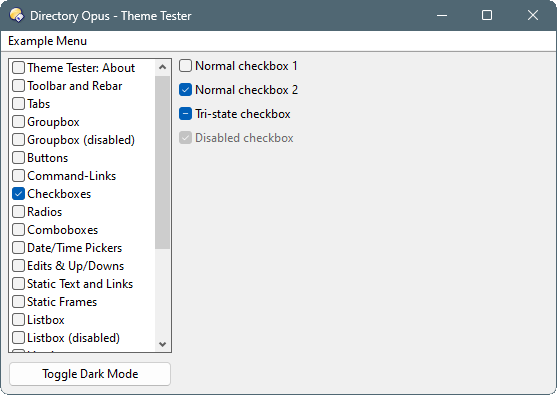 Directory Opus - Theme Tester
Example Menu
Theme Tester: About
Toolbar and Rebar
Tabs
Groupbox
Groupbox (disabled)
Buttons
Command-Links
Checkboxes
Radios
Comboboxes
Date/Time Pickers
Edits & Up/Downs
Static Text and Links
Static Frames
Listbox
Listbox (disabled)
Toggle Dark Mode
Normal checkbox 1
Normal checkbox 2
Tri-state checkbox
Disabled checkbox